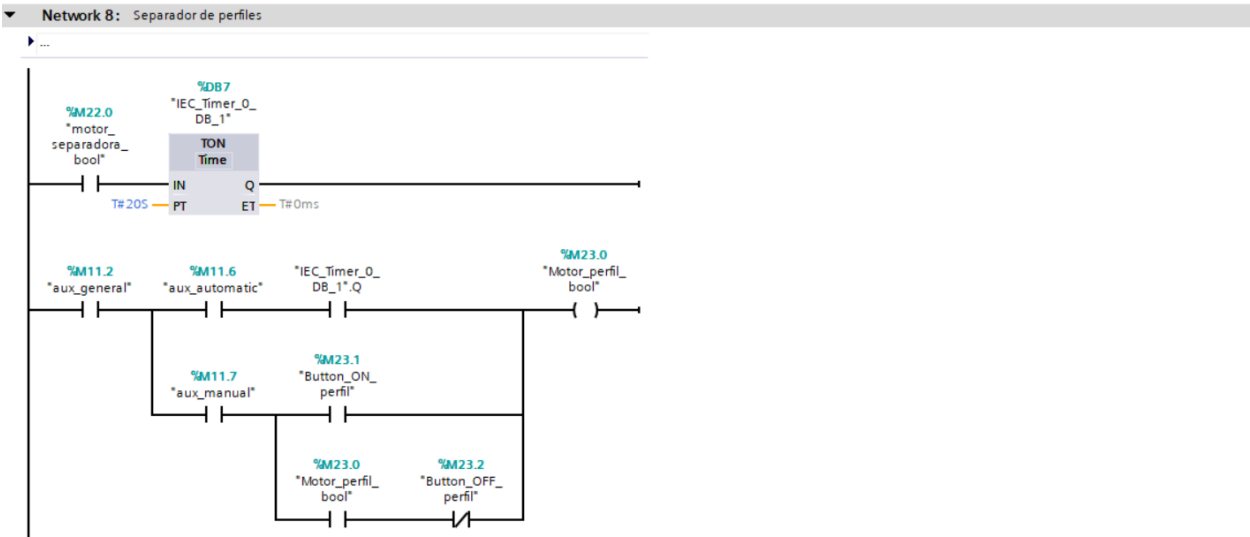 Network 8: Separador de perfiles
...
%DB7
"IEC_Timer_0_
DB_1"
%M22.0
"motor_
separadora_
bool"
TON
Time
IN Q
T#20S PT ET T#0ms
%M23.0
"Motor_perfil_
bool"
%M11.2 %M11.6 "IEC_Timer_0_
"aux_general" "aux_automatic" DB_1".Q
%M23.1
%M11.7 "Button_ON_
"aux_manual" perfil"
%M23.0 %M23.2
"Motor_perfil_ "Button_OFF_
bool" perfil"